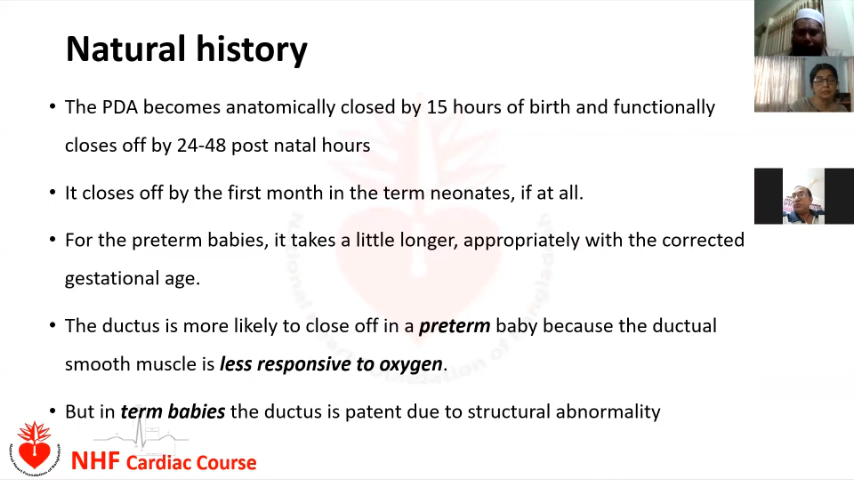 Natural history
• The PDA becomes anatomically closed by 15 hours of birth and functionally
closes off by 24-48 post natal hours
• It closes off by the first month in the term neonates, if at all.
• For the preterm babies, it takes a little longer, appropriately with the corrected
gestational age.
• The ductus is more likely to close off in a preterm baby because the ductual
smooth muscle is less responsive to oxygen.
• But in term babies the ductus is patent due to structural abnormality
NHF Cardiac Course